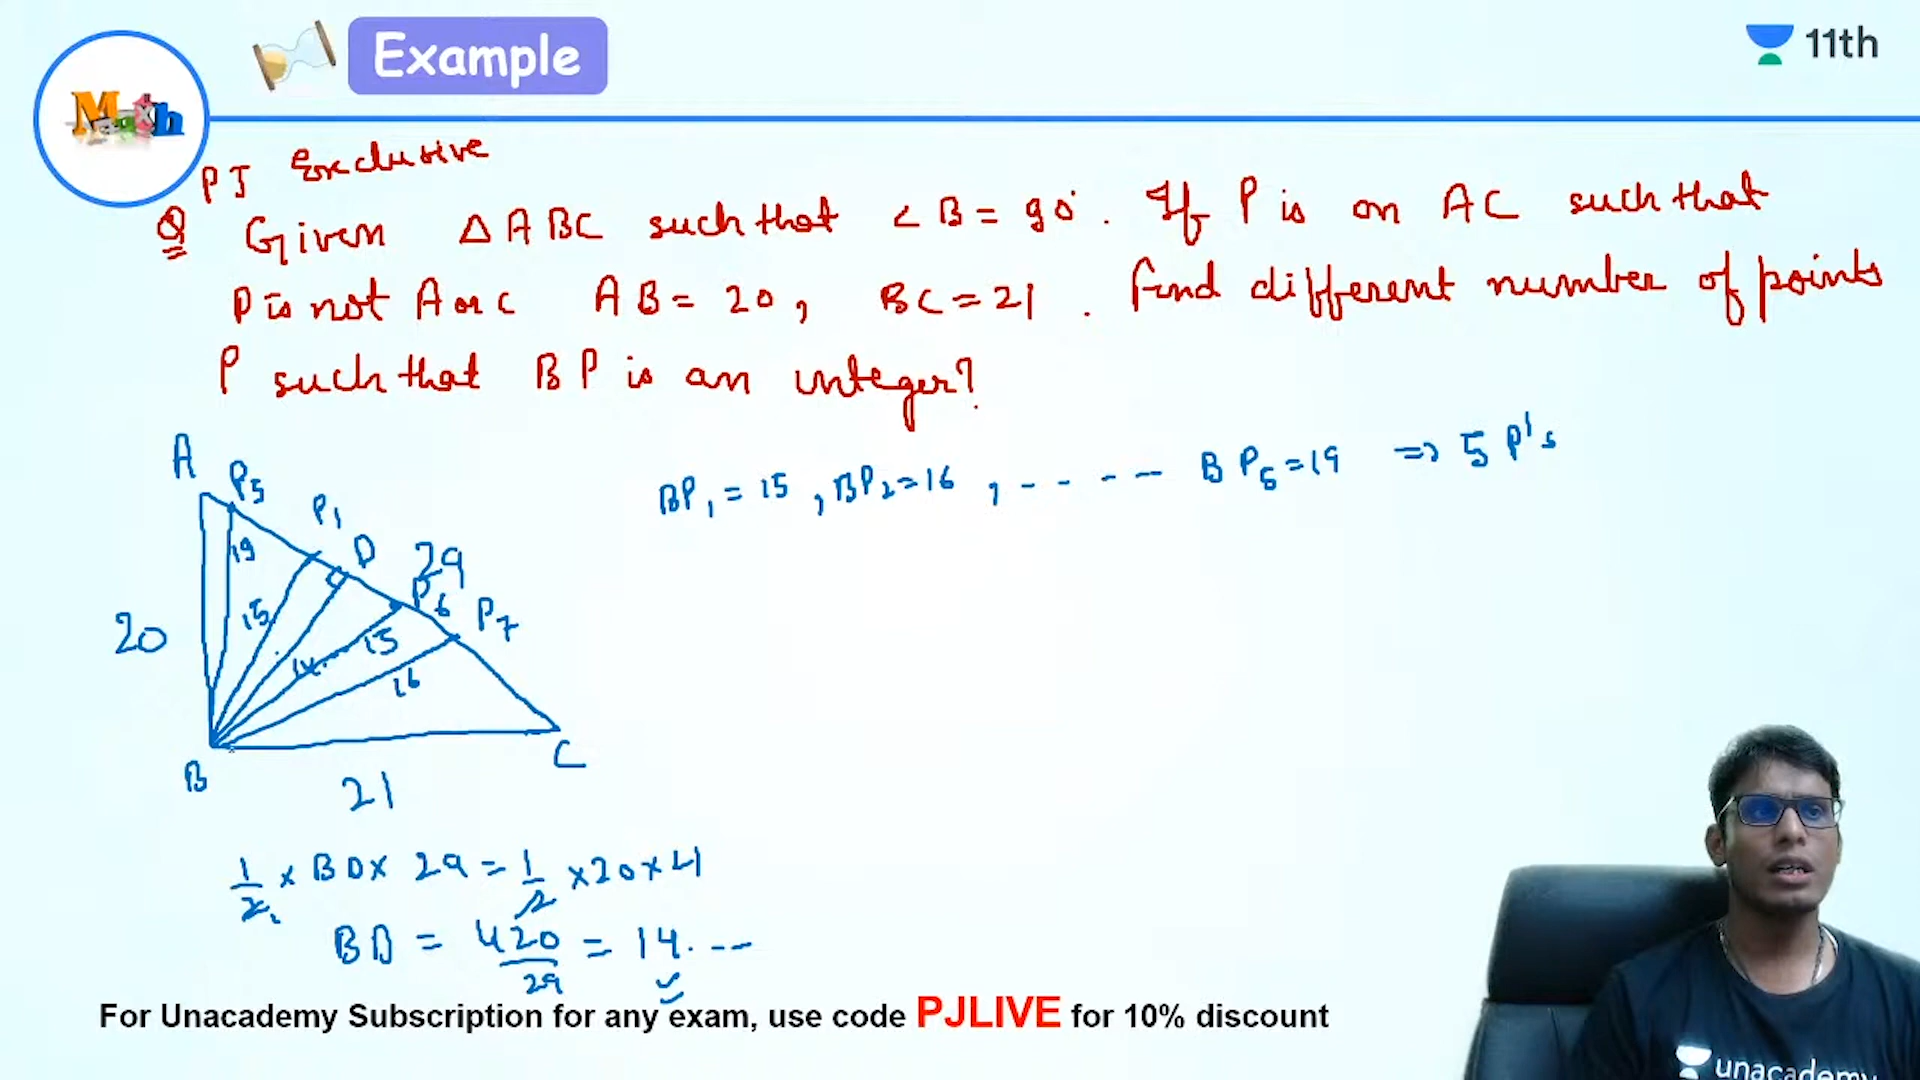 Example
11th
Math
PJ Exclusive
Q Given △ABC such that ∠B = 90°. If P is on AC such that
P is not A or C AB = 20, BC = 21. Find different number of points
P such that BP is an integer?
BP₁ = 15, BP₂ = 16, - - - - - BP₅ = 19 ⇒ 5 P's
A P₅ P₁ D 29 P₆ P₇
19 15 14.... 15 16
20
B C
21
1/2 × BD × 29 = 1/2 × 20 × 21
BD = 420/29 = 14. --
For Unacademy Subscription for any exam, use code PJLIVE for 10% discount
unacademy